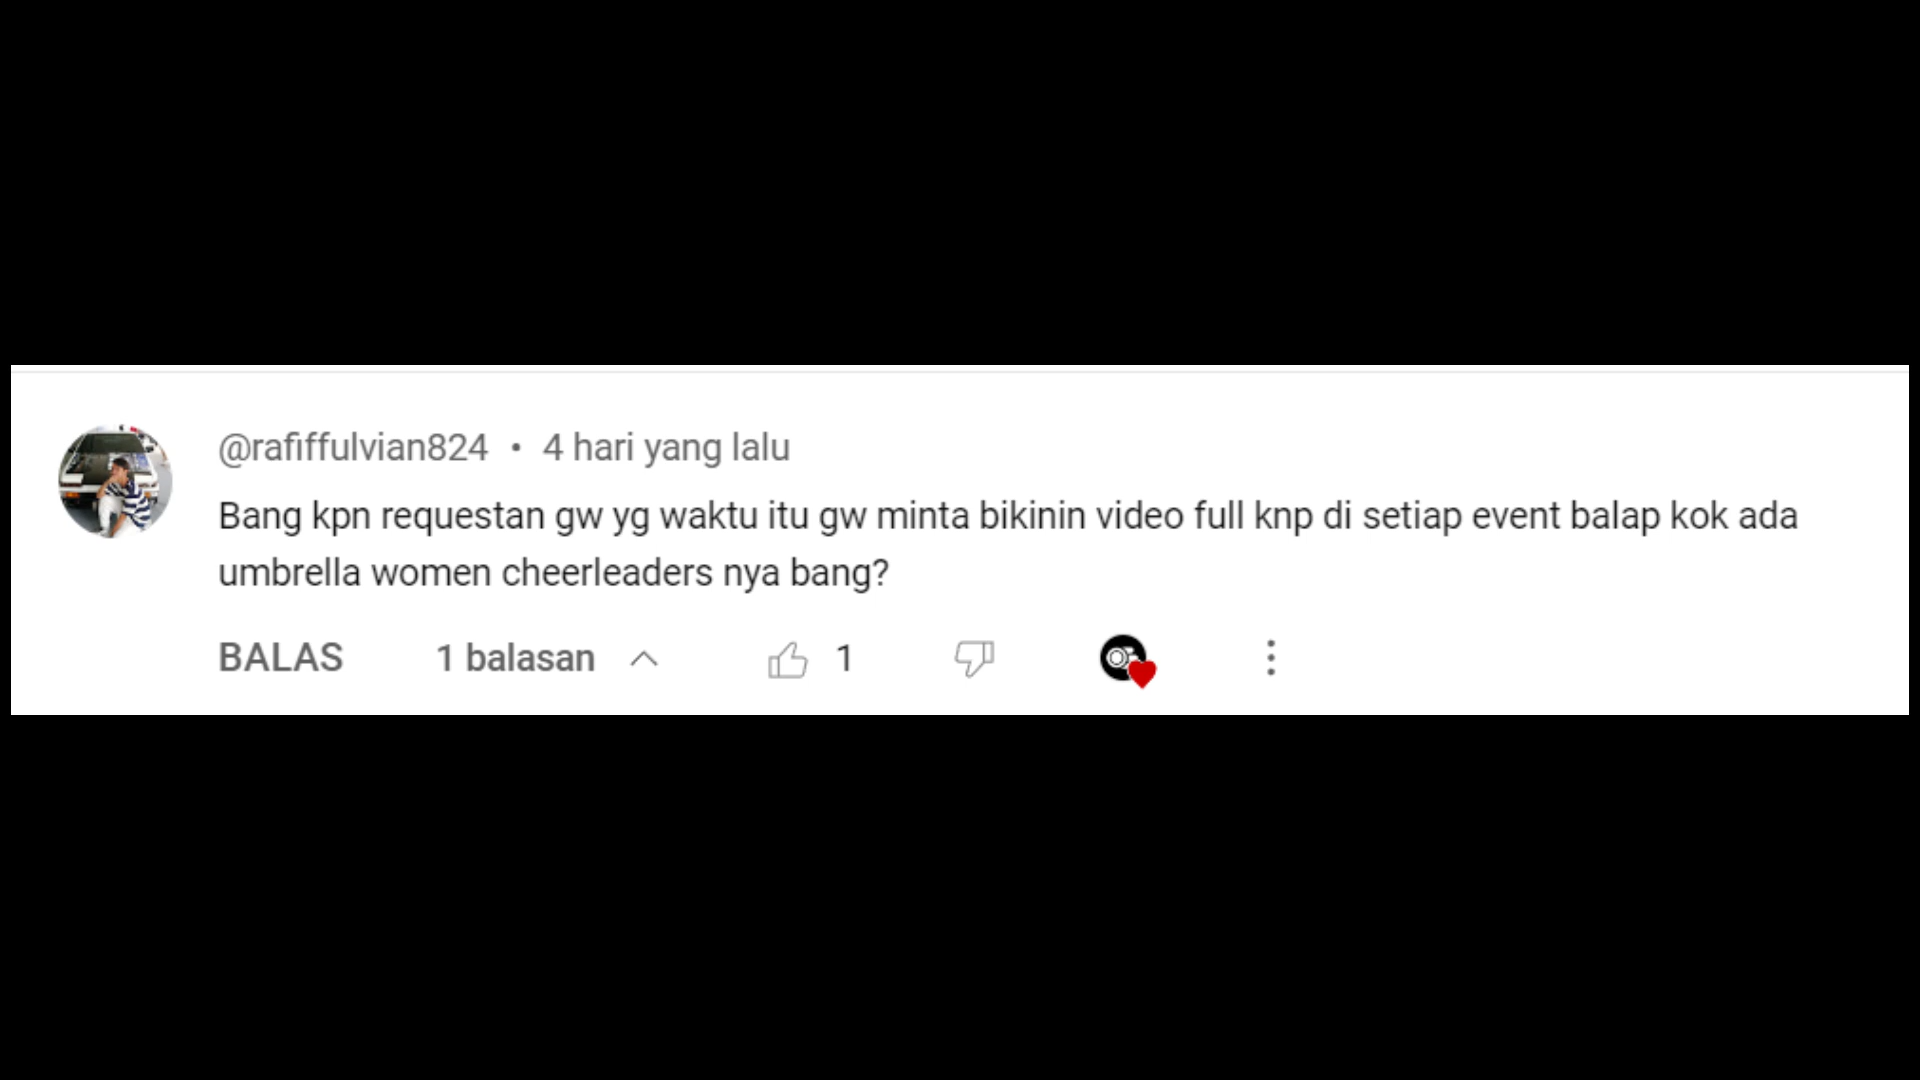 @rafiffulvian824 • 4 hari yang lalu
Bang kpn requestan gw yg waktu itu gw minta bikinin video full knp di setiap event balap kok ada
umbrella women cheerleaders nya bang?
BALAS 1 balasan 1